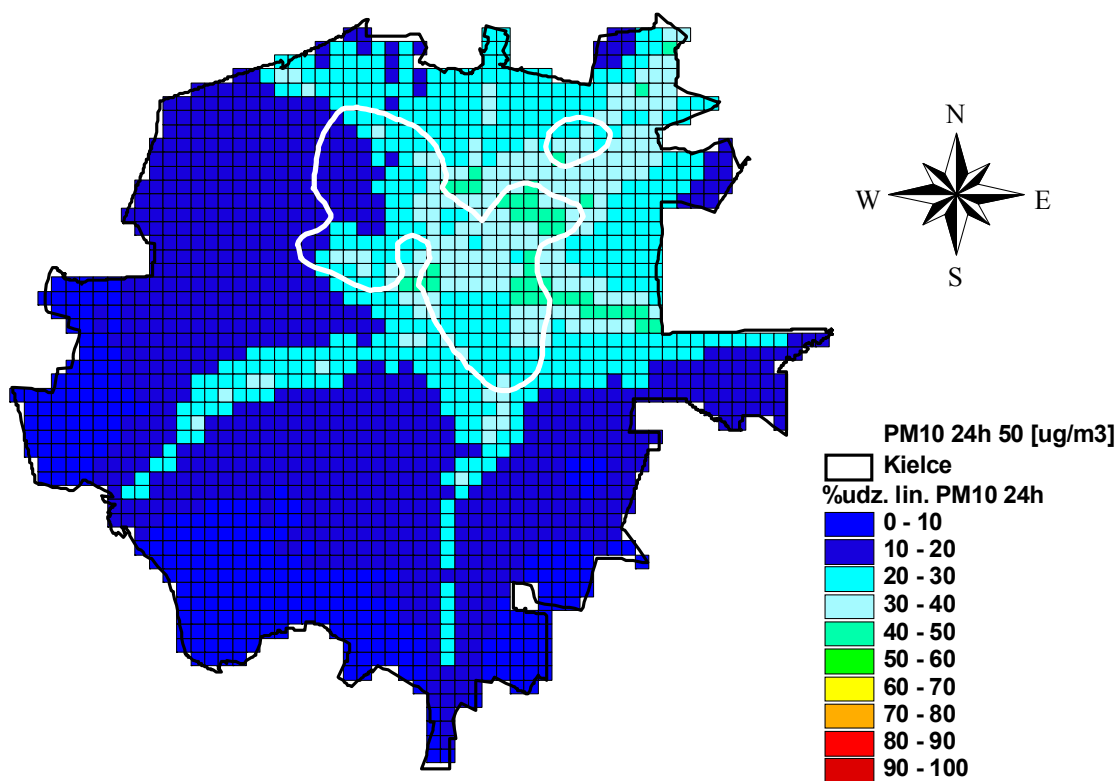 N
W E
S
PM10 24h 50 [ug/m3]
Kielce
%udz. lin. PM10 24h
0 - 10
10 - 20
20 - 30
30 - 40
40 - 50
50 - 60
60 - 70
70 - 80
80 - 90
90 - 100